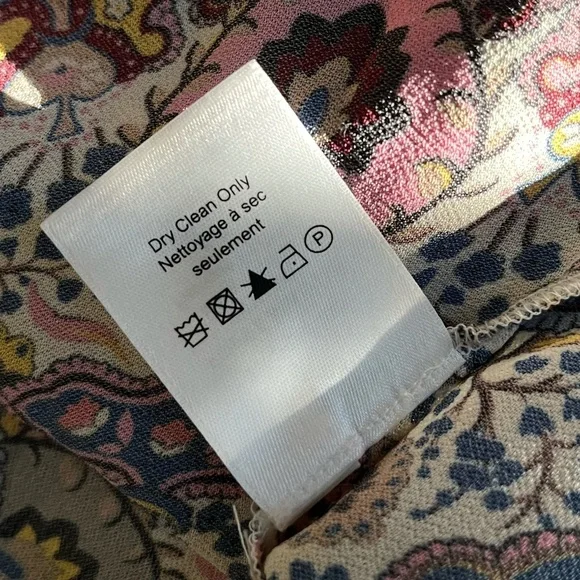 Dry Clean Only
Nettoyage à sec
seulement
P